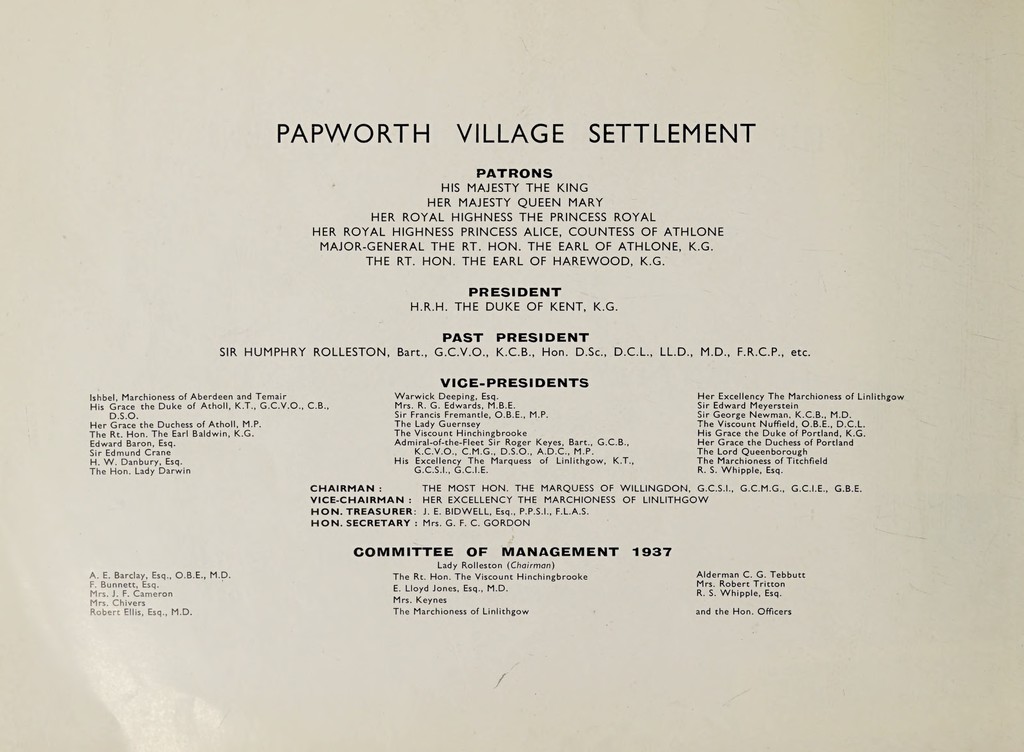 PAPWORTH VILLAGE SETTLEMENT
PATRONS
HIS MAJESTY THE KING
HER MAJESTY QUEEN MARY
HER ROYAL HIGHNESS THE PRINCESS ROYAL
HER ROYAL HIGHNESS PRINCESS ALICE, COUNTESS OF ATHLONE
MAJOR-GENERAL THE RT. HON. THE EARL OF ATHLONE, K.G.
THE RT. HON. THE EARL OF HAREWOOD, K.G.
PRESIDENT
H.R.H. THE DUKE OF KENT, K.G.
PAST PRESIDENT
SIR HUMPHRY ROLLESTON, Bart., G.C.V.O., K.C.B., Hon. D.Sc., D.C.L., LL.D., M.D., F.R.C.P., etc.
VICE-PRESIDENTS
Ishbel, Marchioness of Aberdeen and Temair
His Grace the Duke of Atholl, K.T., G.C.V.O., C.B.,
D.S.O.
Her Grace the Duchess of Atholl, M.P.
The Rt. Hon. The Earl Baldwin, K.G.
Edward Baron, Esq.
Sir Edmund Crane
H. W. Danbury, Esq.
The Hon. Lady Darwin
Warwick Deeping, Esq.
Mrs. R. G. Edwards, M.B.E.
Sir Francis Fremantle, O.B.E., M.P.
The Lady Guernsey
The Viscount Hinchingbrooke
Admiral-of-the-Fleet Sir Roger Keyes, Bart., G.C.B.,
K.C.V.O., C.M.G., D.S.O., A.D.C., M.P.
His Excellency The Marquess of Linlithgow, K.T.,
G.C.S.I., G.C.I.E.
Her Excellency The Marchioness of Linlithgow
Sir Edward Meyerstein
Sir George Newman, K.C.B., M.D.
The Viscount Nuffield, O.B.E., D.C.L.
His Grace the Duke of Portland, K.G.
Her Grace the Duchess of Portland
The Lord Queenborough
The Marchioness of Titchfield
R. S. Whipple, Esq.
CHAIRMAN : THE MOST HON. THE MARQUESS OF WILLINGDON, G.C.S.I., G.C.M.G., G.C.I.E., G.B.E.
VICE-CHAIRMAN : HER EXCELLENCY THE MARCHIONESS OF LINLITHGOW
HON. TREASURER: J. E. BIDWELL, Esq., P.P.S.I., F.L.A.S.
HON. SECRETARY : Mrs. G. F. C. GORDON
COMMITTEE OF MANAGEMENT 1937
Lady Rolleston (Chairman)
A. E. Barclay, Esq., O.B.E., M.D.
F. Bunnett, Esq.
Mrs. J. F. Cameron
Mrs. Chivers
Robert Ellis, Esq., M.D.
The Rt. Hon. The Viscount Hinchingbrooke
E. Lloyd Jones, Esq., M.D.
Mrs. Keynes
The Marchioness of Linlithgow
Alderman C. G. Tebbutt
Mrs. Robert Tritton
R. S. Whipple, Esq.
and the Hon. Officers